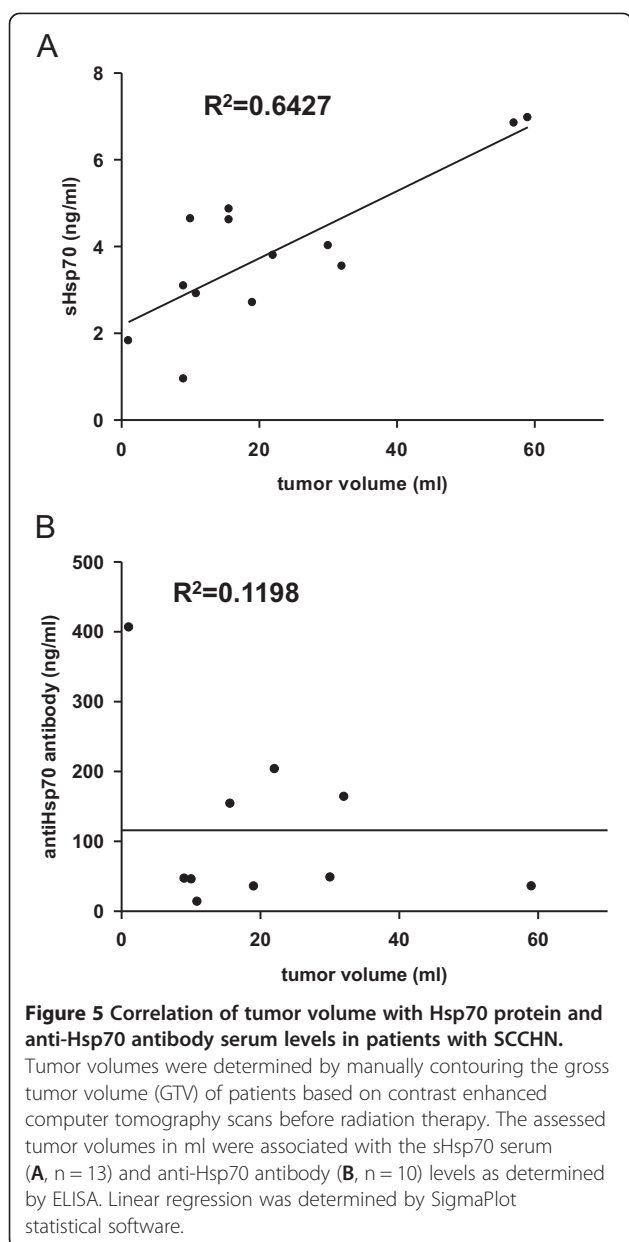 A
8
R²=0.6427
6
sHsp70 (ng/ml)
4
2
0
0 20 40 60
tumor volume (ml)
B
500
R²=0.1198
400
antiHsp70 antibody (ng/ml)
300
200
100
0
0 20 40 60
tumor volume (ml)
Figure 5 Correlation of tumor volume with Hsp70 protein and
anti-Hsp70 antibody serum levels in patients with SCCHN.
Tumor volumes were determined by manually contouring the gross
tumor volume (GTV) of patients based on contrast enhanced
computer tomography scans before radiation therapy. The assessed
tumor volumes in ml were associated with the sHsp70 serum
(A, n = 13) and anti-Hsp70 antibody (B, n = 10) levels as determined
by ELISA. Linear regression was determined by SigmaPlot
statistical software.